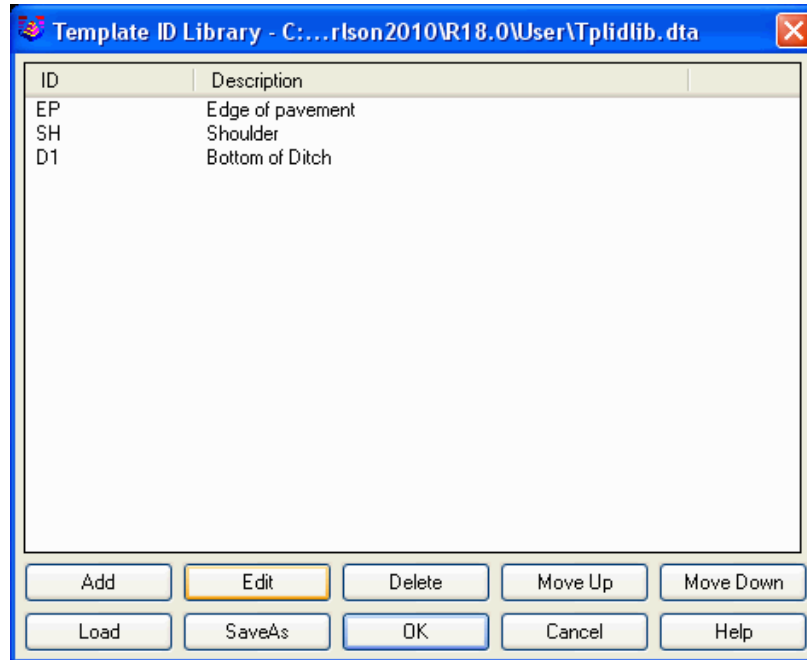 Template ID Library - C:...rlson2010\R18.0\User\Tplidlib.dta
ID Description
EP Edge of pavement
SH Shoulder
D1 Bottom of Ditch
Add Edit Delete Move Up Move Down
Load SaveAs OK Cancel Help